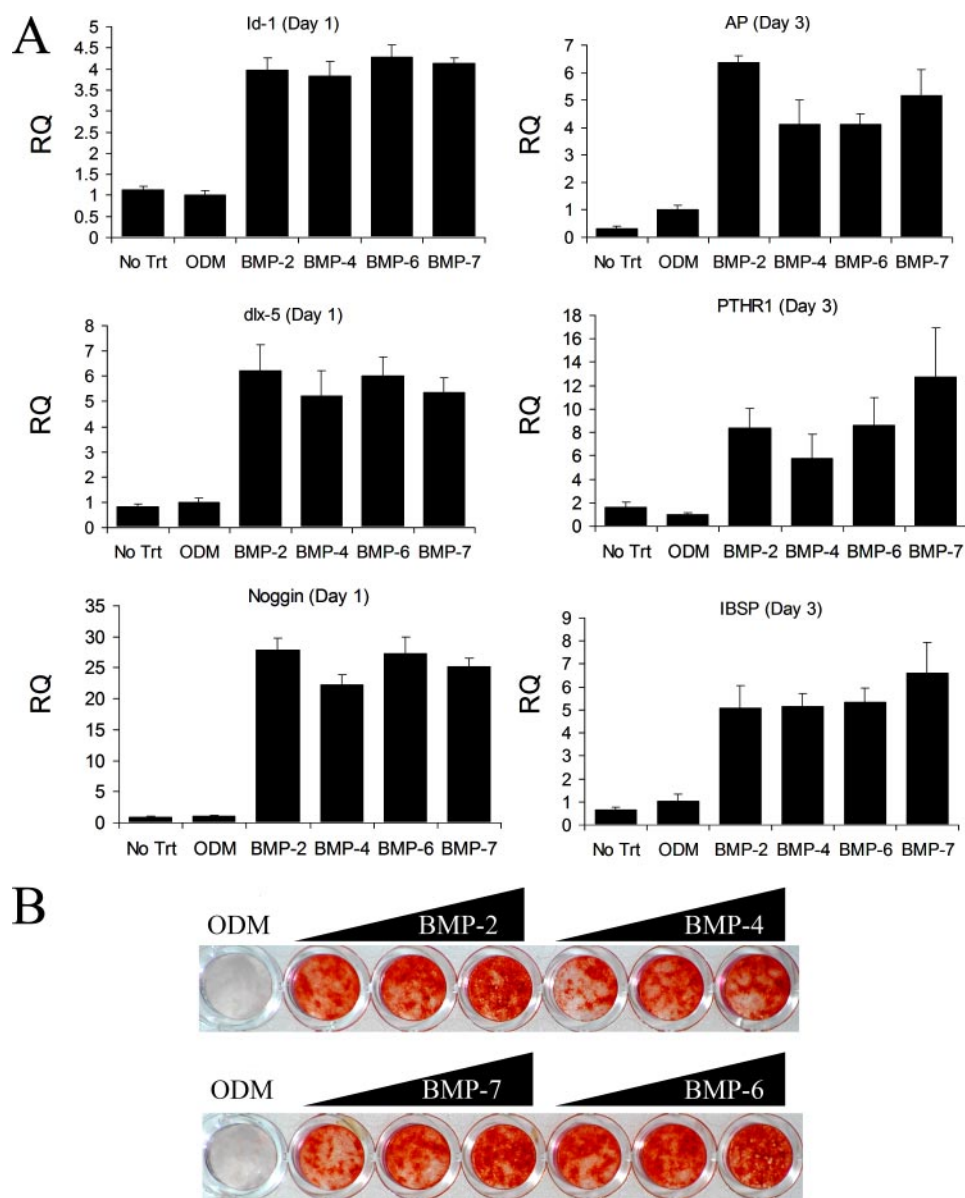 A
Id-1 (Day 1)
RQ
5
4.5
4
3.5
3
2.5
2
1.5
1
0.5
0
No Trt ODM BMP-2 BMP-4 BMP-6 BMP-7
AP (Day 3)
RQ
7
6
5
4
3
2
1
0
No Trt ODM BMP-2 BMP-4 BMP-6 BMP-7
dlx-5 (Day 1)
RQ
8
7
6
5
4
3
2
1
0
No Trt ODM BMP-2 BMP-4 BMP-6 BMP-7
PTHR1 (Day 3)
RQ
18
16
14
12
10
8
6
4
2
0
No Trt ODM BMP-2 BMP-4 BMP-6 BMP-7
Noggin (Day 1)
RQ
35
30
25
20
15
10
5
0
No Trt ODM BMP-2 BMP-4 BMP-6 BMP-7
IBSP (Day 3)
RQ
9
8
7
6
5
4
3
2
1
0
No Trt ODM BMP-2 BMP-4 BMP-6 BMP-7
B
ODM BMP-2 BMP-4
ODM BMP-7 BMP-6